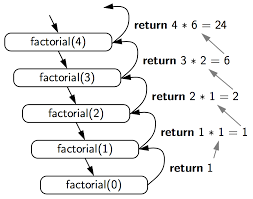 return 4 * 6 = 24
factorial(4)
return 3 * 2 = 6
factorial(3)
return 2 * 1 = 2
factorial(2)
return 1 * 1 = 1
factorial(1)
return 1
factorial(0)